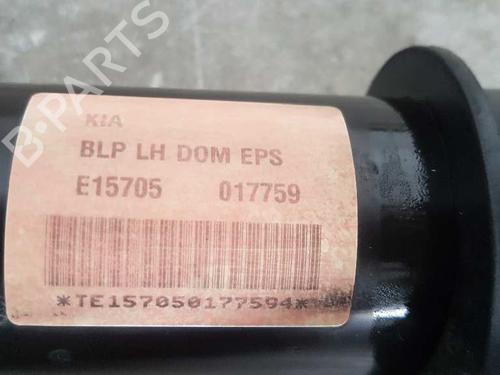 KIA
BLP LH DOM EPS
E15705 017759
*TE157050177594*
B-PARTS